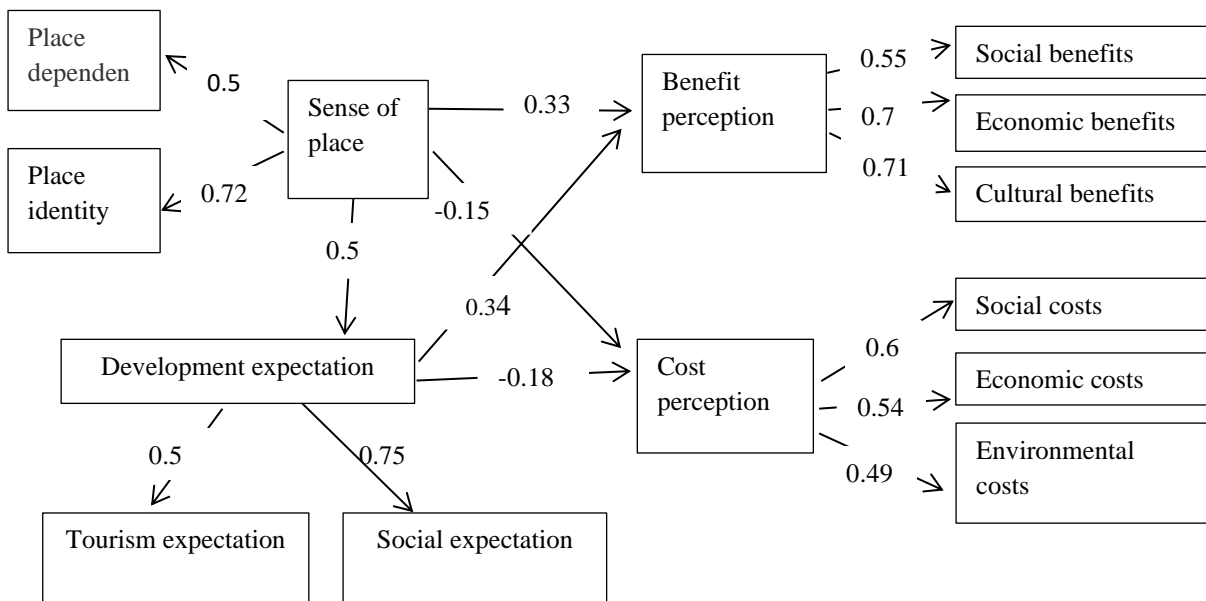 Place
dependen
0.5
Place
identity
0.72
Sense of
place
0.33
-0.15
0.5
Benefit
perception
0.55
0.7
0.71
Social benefits
Economic benefits
Cultural benefits
Development expectation
0.34
-0.18
Cost
perception
0.6
0.54
0.49
Social costs
Economic costs
Environmental
costs
0.5
0.75
Tourism expectation
Social expectation